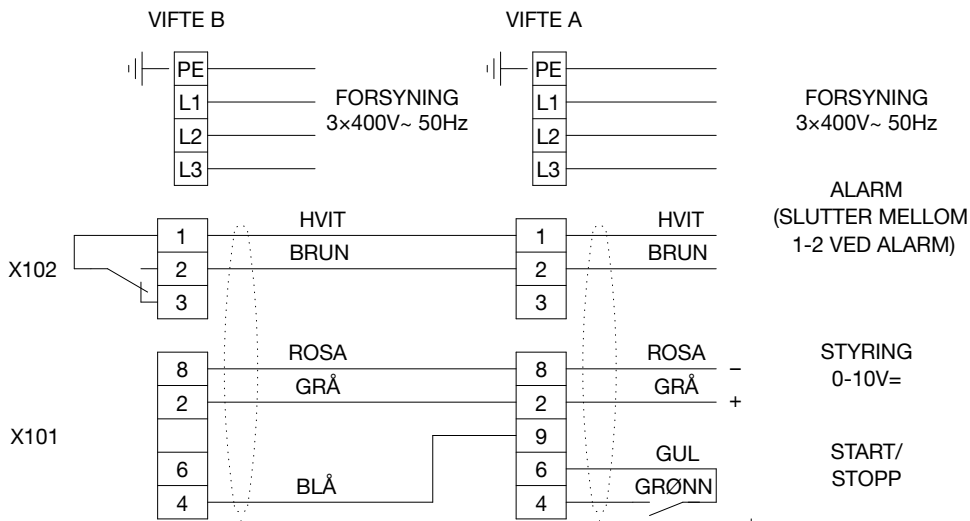 VIFTE B VIFTE A
PE PE
L1 FORSYNING L1 FORSYNING
L2 3×400V~ 50Hz L2 3×400V~ 50Hz
L3 L3
ALARM
(SLUTTER MELLOM
1-2 VED ALARM)
X102
1 HVIT 1 HVIT
2 BRUN 2 BRUN
3 3
X101
8 ROSA 8 ROSA –
2 GRÅ 2 GRÅ +
STYRING
0-10V=
9
6 6 GUL
4 BLÅ 4 GRØNN
START/
STOPP